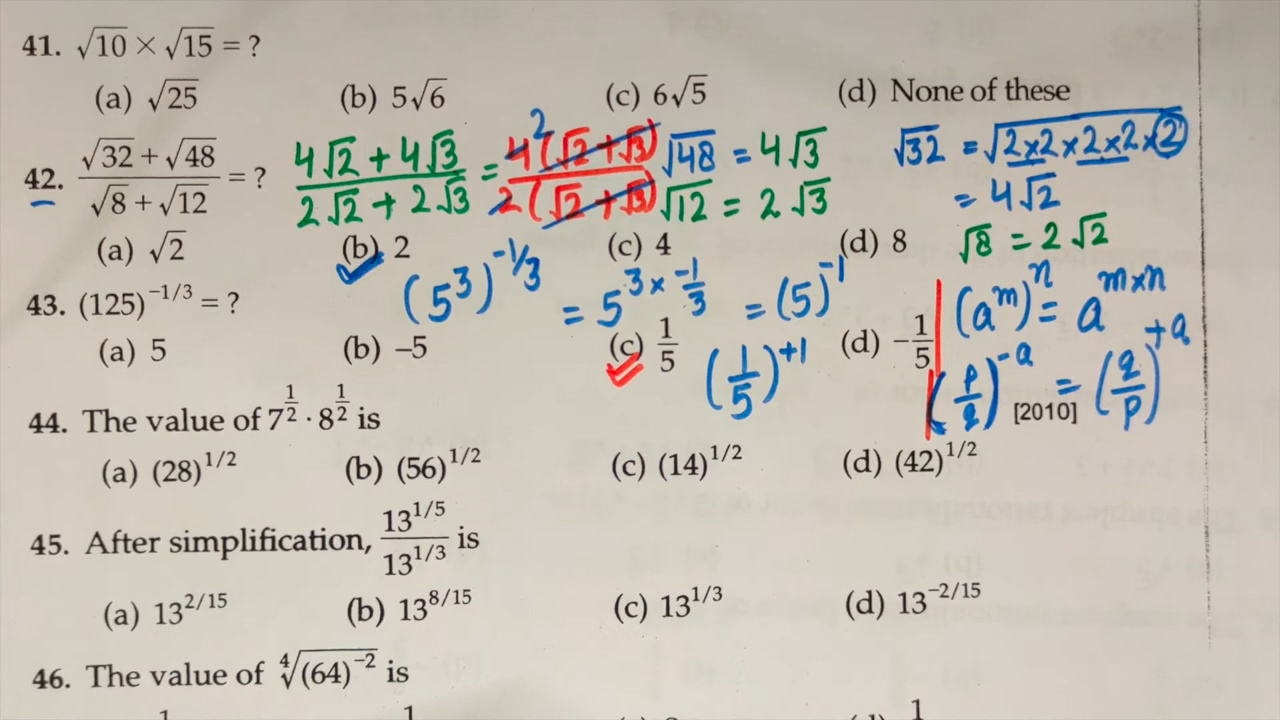 41. √10 × √15 = ?
(a) √25 (b) 5√6 (c) 6√5 (d) None of these
42. (√32 + √48)/(√8 + √12) = ? (4√2 + 4√3)/(2√2 + 2√3) = 4²(√2 + √3)/2(√2 + √3) √48 = 4√3 √32 = √2×2×2×2×2
√12 = 2√3 = 4√2
(a) √2 (b) 2 (c) 4 (d) 8 √8 = 2√2
43. (125)^(−1/3) = ? (5³)^(−1/3) = 5^(3×−1/3) = (5)^(−1) (a^m)^n = a^(m×n)
(a) 5 (b) –5 (c) 1/5 (1/5)^(+1) (d) −1/5 (p/q)^(−a) = (q/p)^(+a)
44. The value of 7^(1/2) · 8^(1/2) is [2010]
(a) (28)^(1/2) (b) (56)^(1/2) (c) (14)^(1/2) (d) (42)^(1/2)
45. After simplification, 13^(1/5)/13^(1/3) is
(a) 13^(2/15) (b) 13^(8/15) (c) 13^(1/3) (d) 13^(−2/15)
46. The value of ⁴√(64)^(−2) is